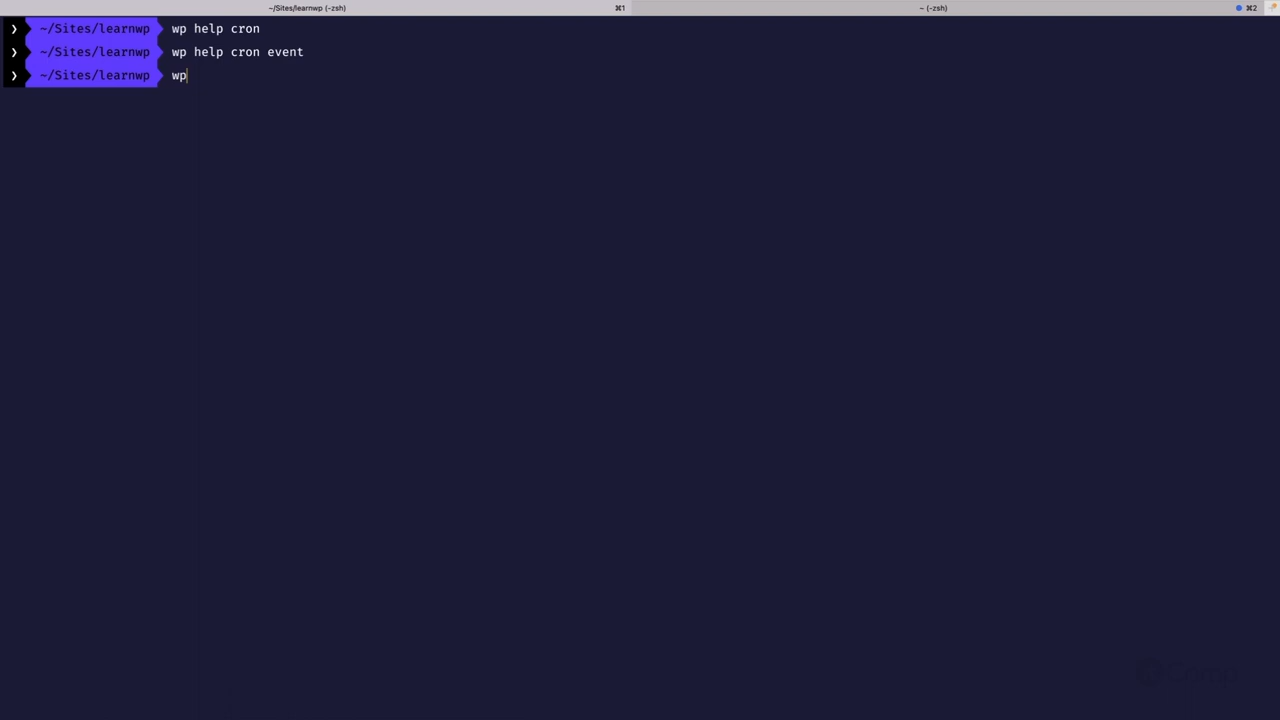 ~/Sites/learnwp (-zsh) ⌘1 ~ (-zsh) ⌘2
❯ ~/Sites/learnwp wp help cron
❯ ~/Sites/learnwp wp help cron event
❯ ~/Sites/learnwp wp